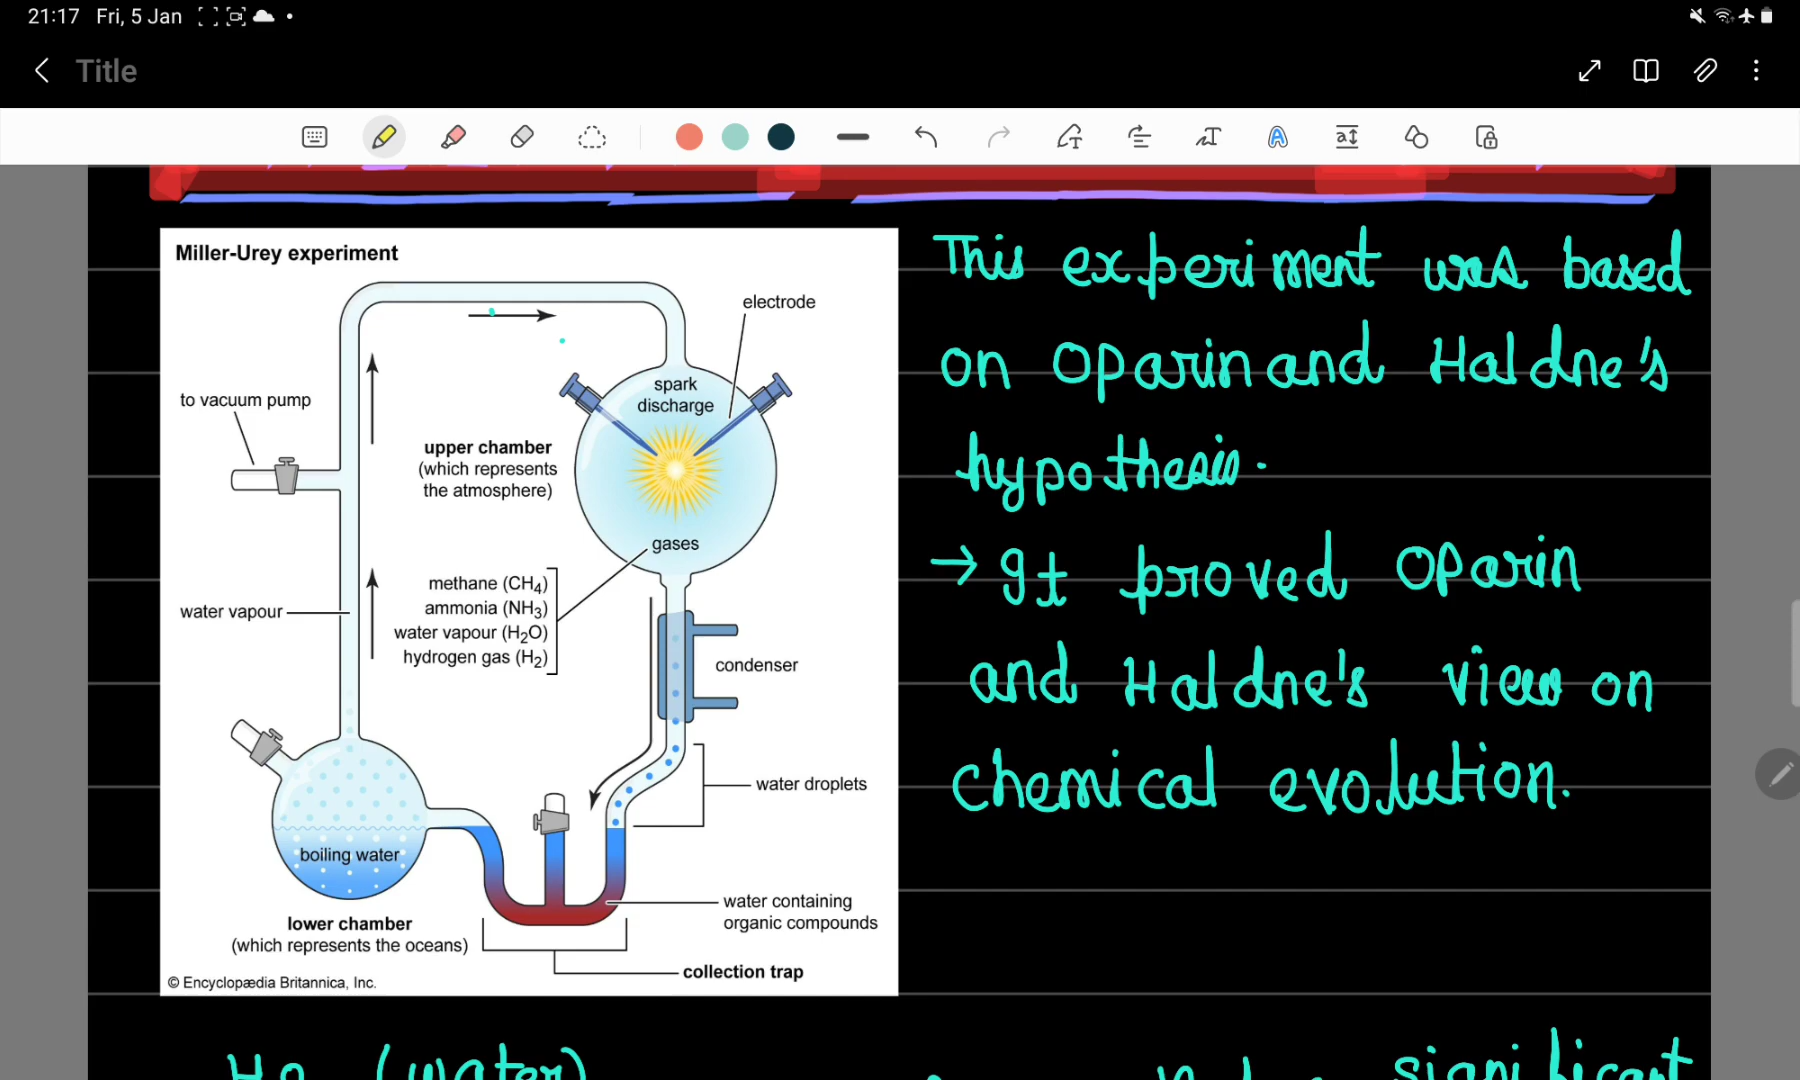 21:17 Fri, 5 Jan
Title
Miller-Urey experiment
electrode
spark
discharge
to vacuum pump
upper chamber
(which represents
the atmosphere)
gases
methane (CH₄)
ammonia (NH₃)
water vapour (H₂O)
hydrogen gas (H₂)
water vapour
condenser
water droplets
boiling water
water containing
organic compounds
lower chamber
(which represents the oceans)
collection trap
© Encyclopædia Britannica, Inc.
This experiment was based
on Oparin and Haldne's
hypothesis.
→ It proved Oparin
and Haldne's view on
chemical evolution.
(water)
significant